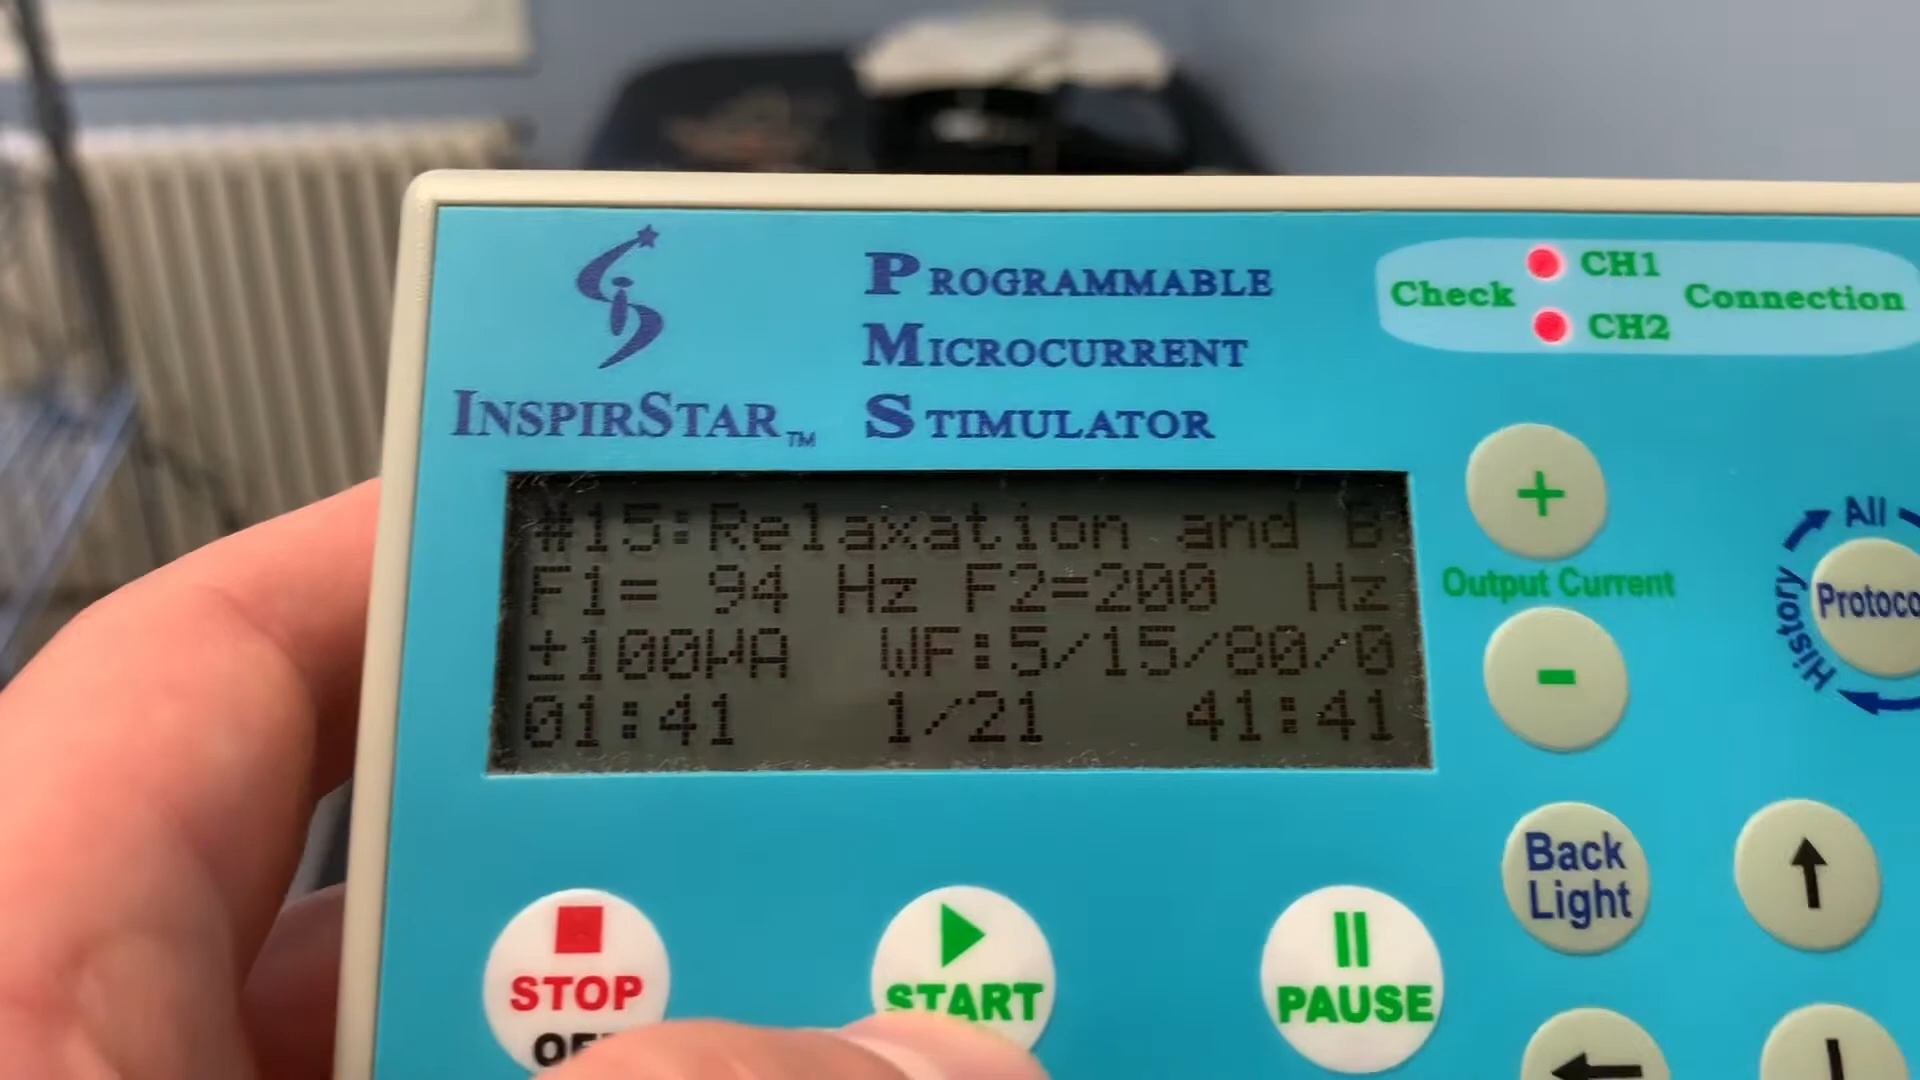 PROGRAMMABLE
MICROCURRENT
STIMULATOR
INSPIRSTAR™
Check
CH1
CH2
Connection
#15:Relaxation and B
F1= 94 Hz F2=200 Hz
±100µA WF:5/15/80/0
01:41 1/21 41:41
+
Output Current
-
All
History
Back
Light
STOP
START
PAUSE